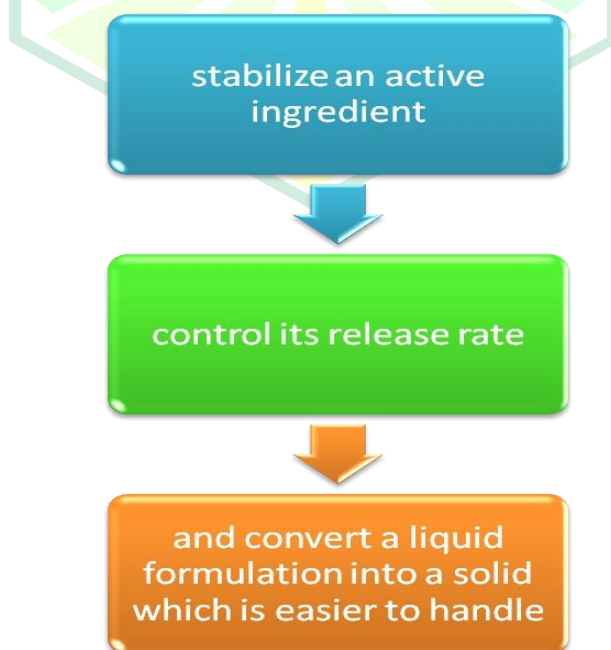 stabilize an active
ingredient
control its release rate
and convert a liquid
formulation into a solid
which is easier to handle